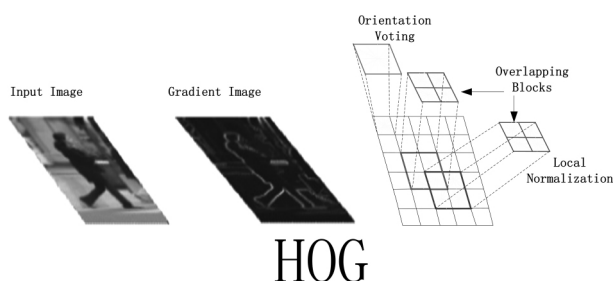 Orientation
Voting
Overlapping
Blocks
Input Image
Gradient Image
Local
Normalization
HOG